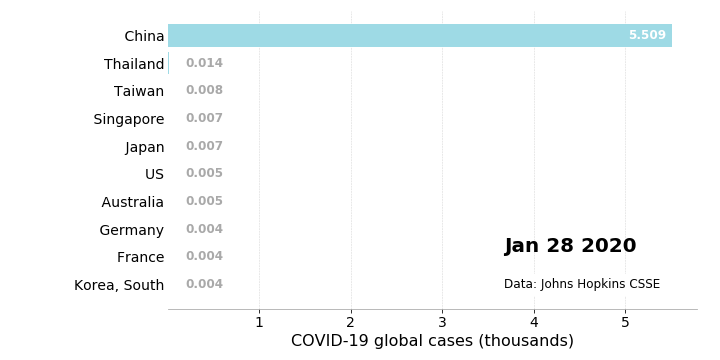 China 5.509
Thailand 0.014
Taiwan 0.008
Singapore 0.007
Japan 0.007
US 0.005
Australia 0.005
Germany 0.004
France 0.004
Korea, South 0.004
Jan 28 2020
Data: Johns Hopkins CSSE
1 2 3 4 5
COVID-19 global cases (thousands)